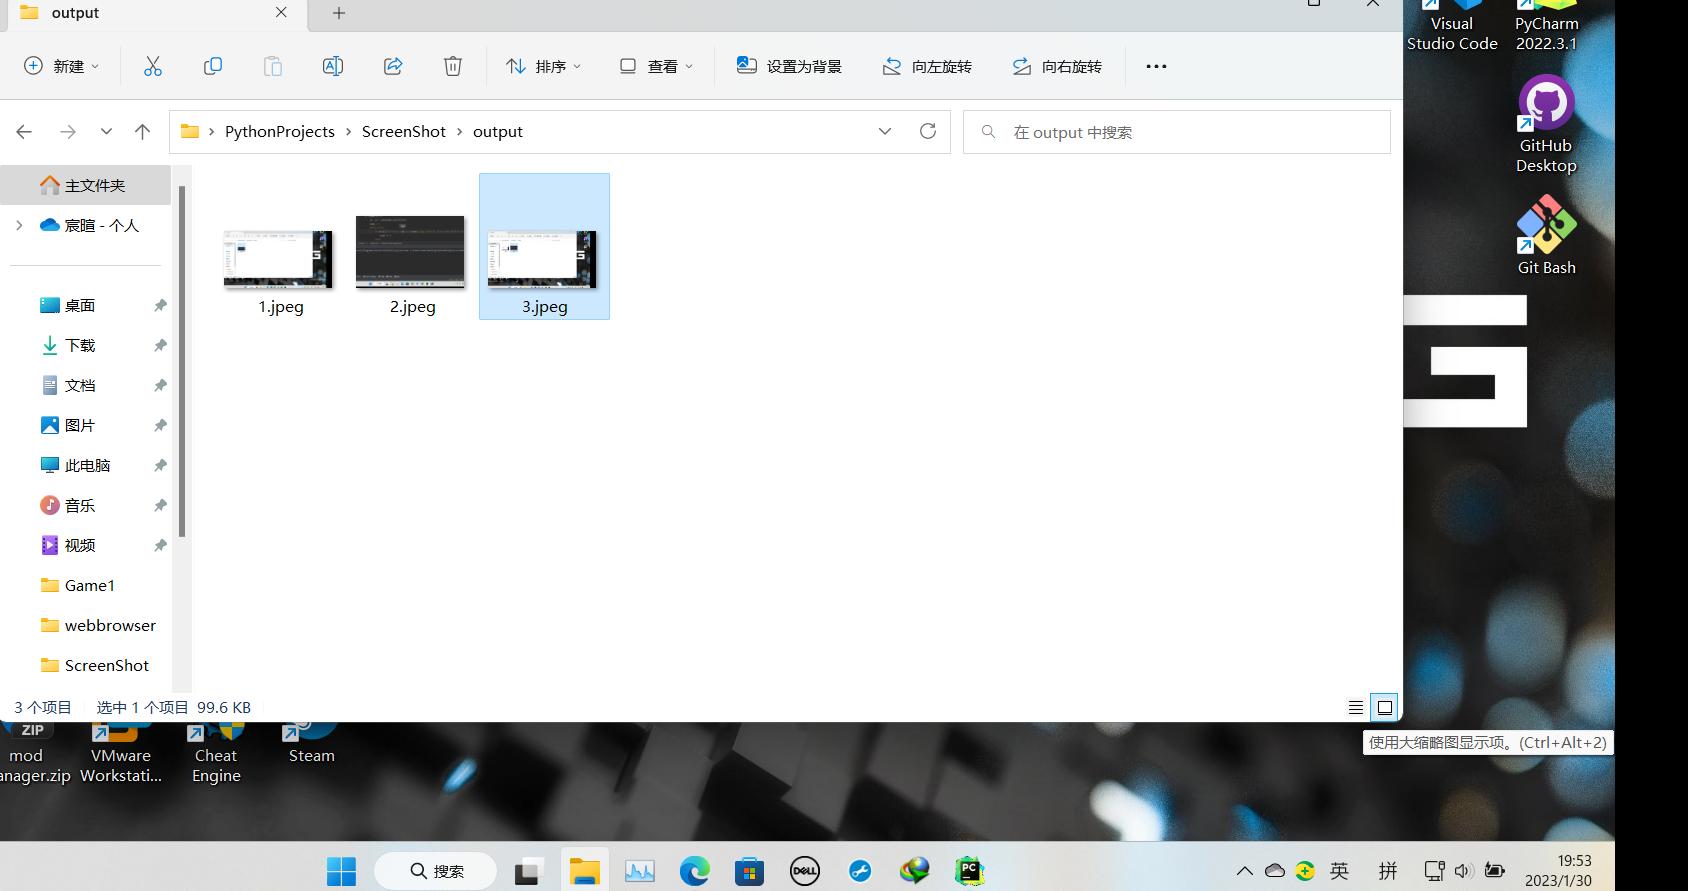 output
Visual
Studio Code
PyCharm
2022.3.1
新建
排序
查看
设置为背景
向左旋转
向右旋转
PythonProjects
ScreenShot
output
在 output 中搜索
GitHub
Desktop
主文件夹
宸暄 - 个人
1.jpeg
2.jpeg
3.jpeg
Git Bash
桌面
下载
文档
图片
此电脑
音乐
视频
Game1
webbrowser
ScreenShot
3 个项目
选中 1 个项目 99.6 KB
使用大缩略图显示项。(Ctrl+Alt+2)
ZIP
mod
anager.zip
VMware
Workstati...
Cheat
Engine
Steam
搜索
DELL
PC
英
拼
19:53
2023/1/30